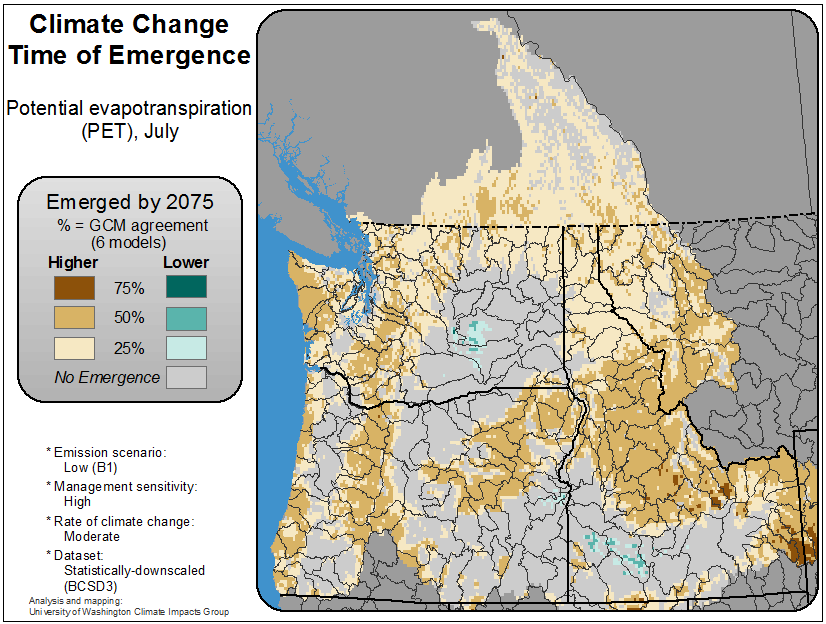 Climate Change
Time of Emergence
Potential evapotranspiration
(PET), July
Emerged by 2075
% = GCM agreement
(6 models)
Higher Lower
75%
50%
25%
No Emergence
* Emission scenario:
Low (B1)
* Management sensitivity:
High
* Rate of climate change:
Moderate
* Dataset:
Statistically-downscaled
(BCSD3)
Analysis and mapping:
University of Washington Climate Impacts Group